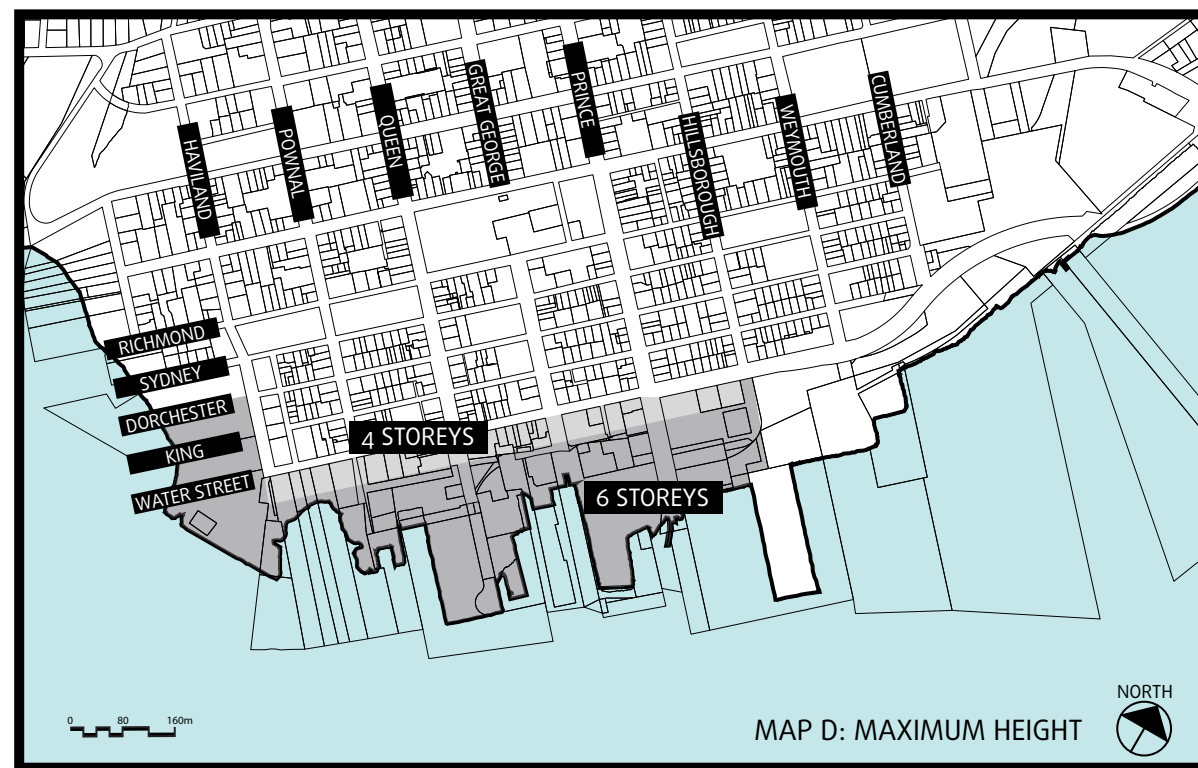 HAVILAND
POWNAL
QUEEN
GREAT GEORGE
PRINCE
HILLSBOROUGH
WEYMOUTH
CUMBERLAND
RICHMOND
SYDNEY
DORCHESTER
KING
WATER STREET
4 STOREYS
6 STOREYS
0 80 160m
MAP D: MAXIMUM HEIGHT
NORTH